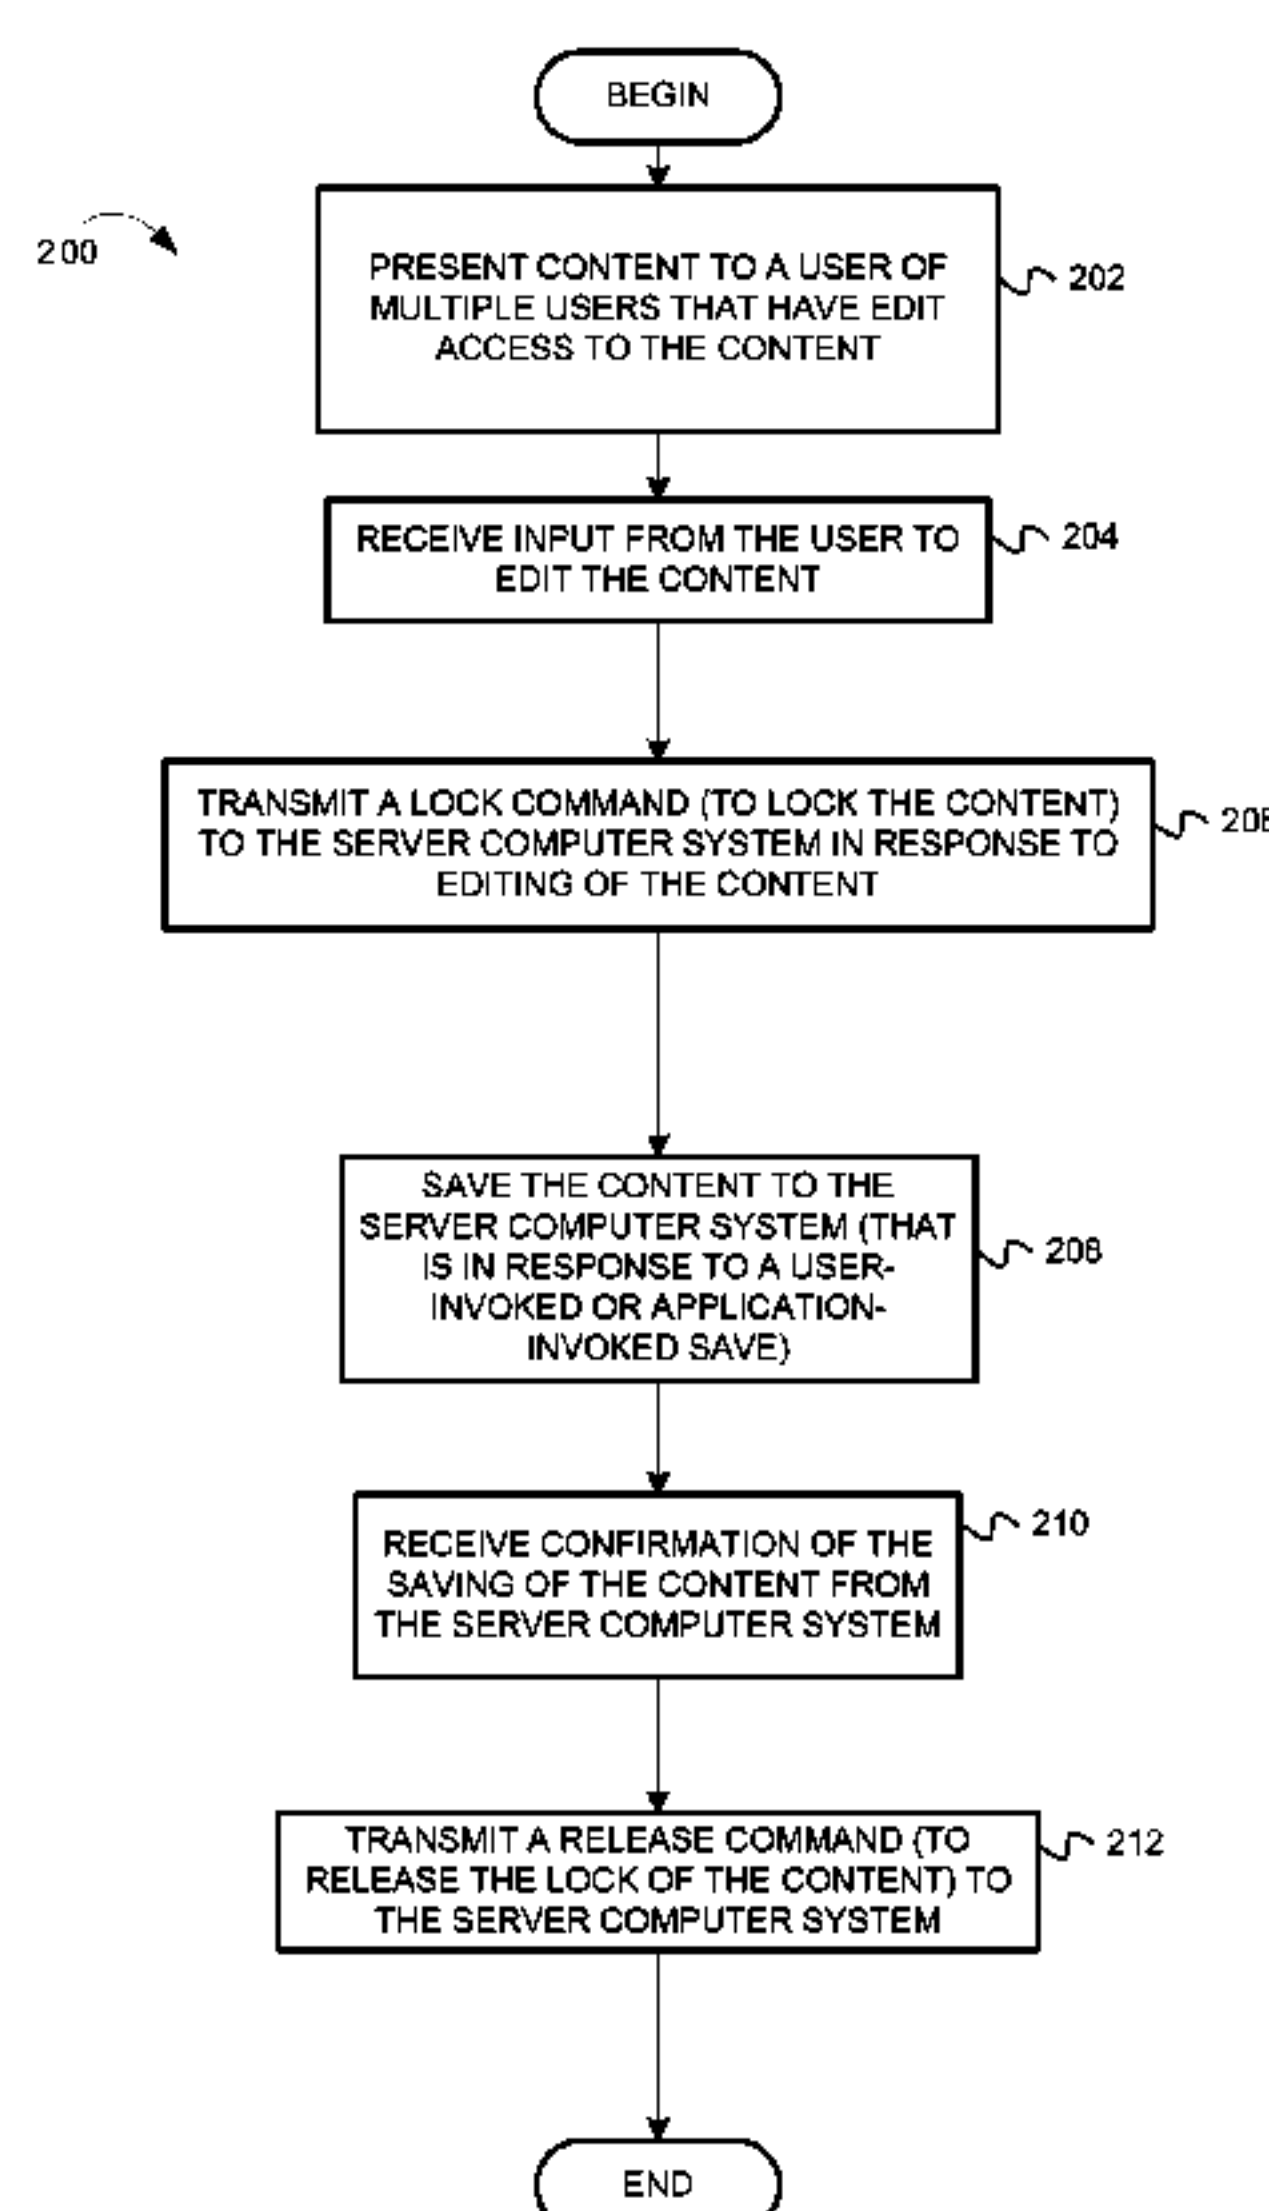 BEGIN
200
PRESENT CONTENT TO A USER OF
MULTIPLE USERS THAT HAVE EDIT
ACCESS TO THE CONTENT
202
RECEIVE INPUT FROM THE USER TO
EDIT THE CONTENT
204
TRANSMIT A LOCK COMMAND (TO LOCK THE CONTENT)
TO THE SERVER COMPUTER SYSTEM IN RESPONSE TO
EDITING OF THE CONTENT
SAVE THE CONTENT TO THE
SERVER COMPUTER SYSTEM (THAT
IS IN RESPONSE TO A USER-
INVOKED OR APPLICATION-
INVOKED SAVE)
208
RECEIVE CONFIRMATION OF THE
SAVING OF THE CONTENT FROM
THE SERVER COMPUTER SYSTEM
210
TRANSMIT A RELEASE COMMAND (TO
RELEASE THE LOCK OF THE CONTENT) TO
THE SERVER COMPUTER SYSTEM
212
END